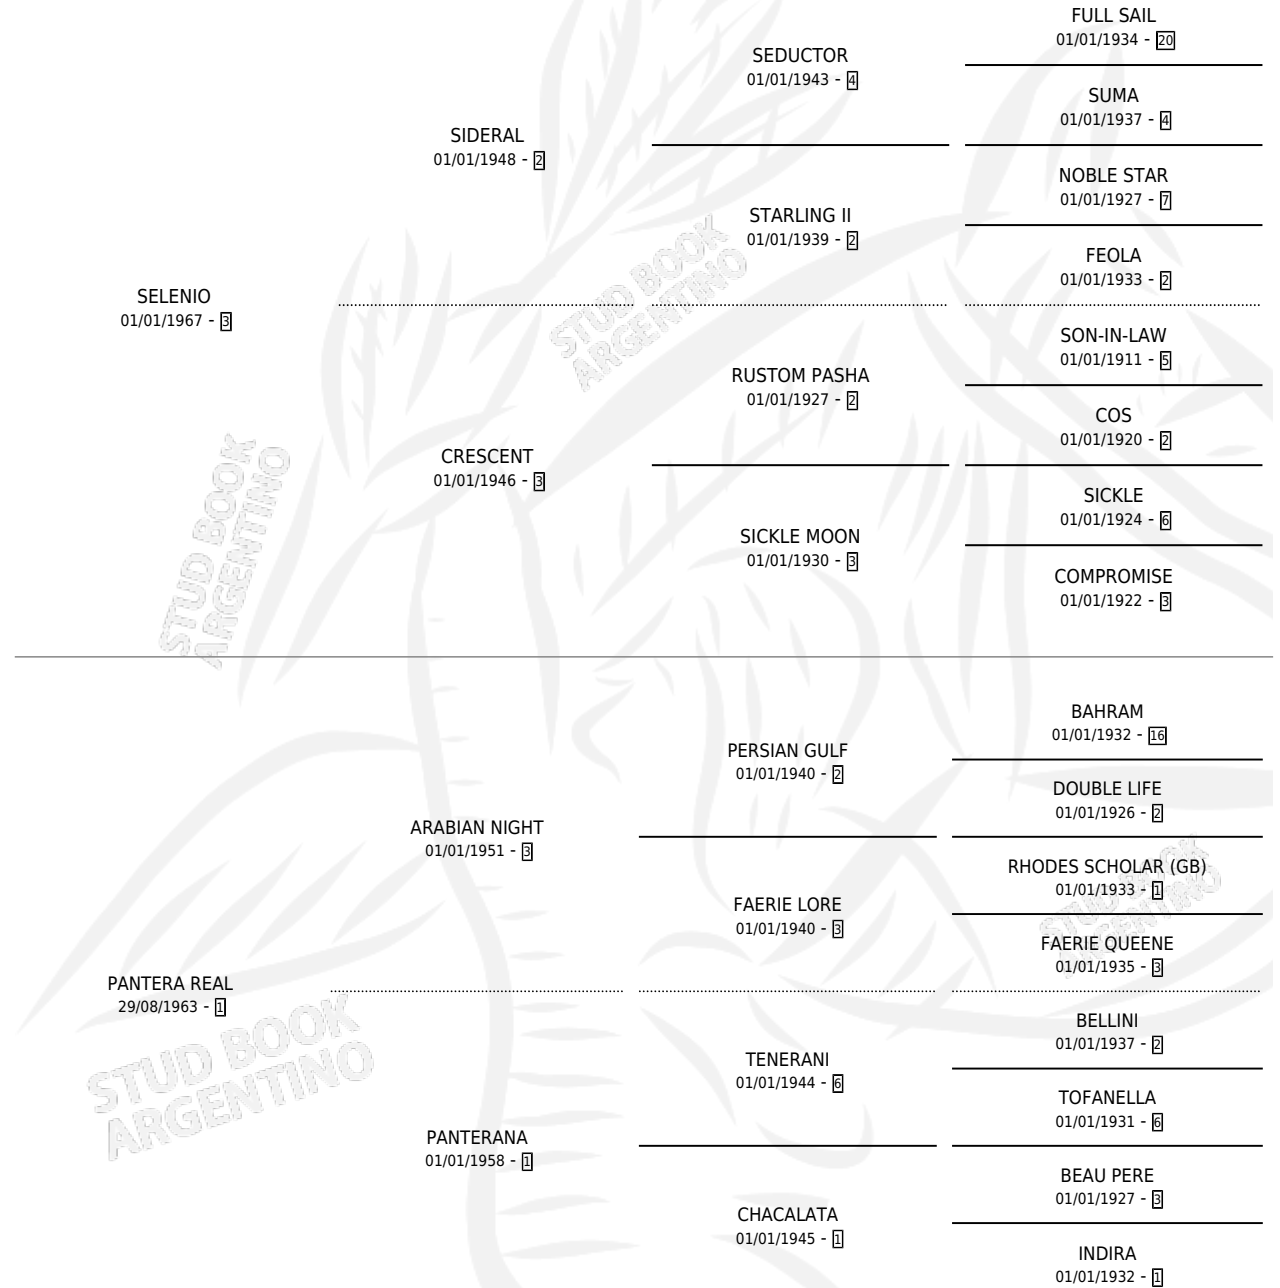 FULL SAIL
01/01/1934 - 20
SEDUCTOR
01/01/1943 - 4
SUMA
01/01/1937 - 4
SIDERAL
01/01/1948 - 2
NOBLE STAR
01/01/1927 - 7
STARLING II
01/01/1939 - 2
FEOLA
01/01/1933 - 2
SELENIO
01/01/1967 - 3
SON-IN-LAW
01/01/1911 - 5
RUSTOM PASHA
01/01/1927 - 2
COS
01/01/1920 - 2
CRESCENT
01/01/1946 - 3
SICKLE
01/01/1924 - 6
SICKLE MOON
01/01/1930 - 3
COMPROMISE
01/01/1922 - 3
BAHRAM
01/01/1932 - 16
PERSIAN GULF
01/01/1940 - 2
DOUBLE LIFE
01/01/1926 - 2
ARABIAN NIGHT
01/01/1951 - 3
RHODES SCHOLAR (GB)
01/01/1933 - 1
FAERIE LORE
01/01/1940 - 3
FAERIE QUEENE
01/01/1935 - 3
PANTERA REAL
29/08/1963 - 1
BELLINI
01/01/1937 - 2
TENERANI
01/01/1944 - 6
TOFANELLA
01/01/1931 - 6
PANTERANA
01/01/1958 - 1
BEAU PERE
01/01/1927 - 3
CHACALATA
01/01/1945 - 1
INDIRA
01/01/1932 - 1
STUD BOOK
ARGENTINO
STUD BOOK
ARGENTINO
STUD BOOK
ARGENTINO
STUD BOOK
ARGENTINO